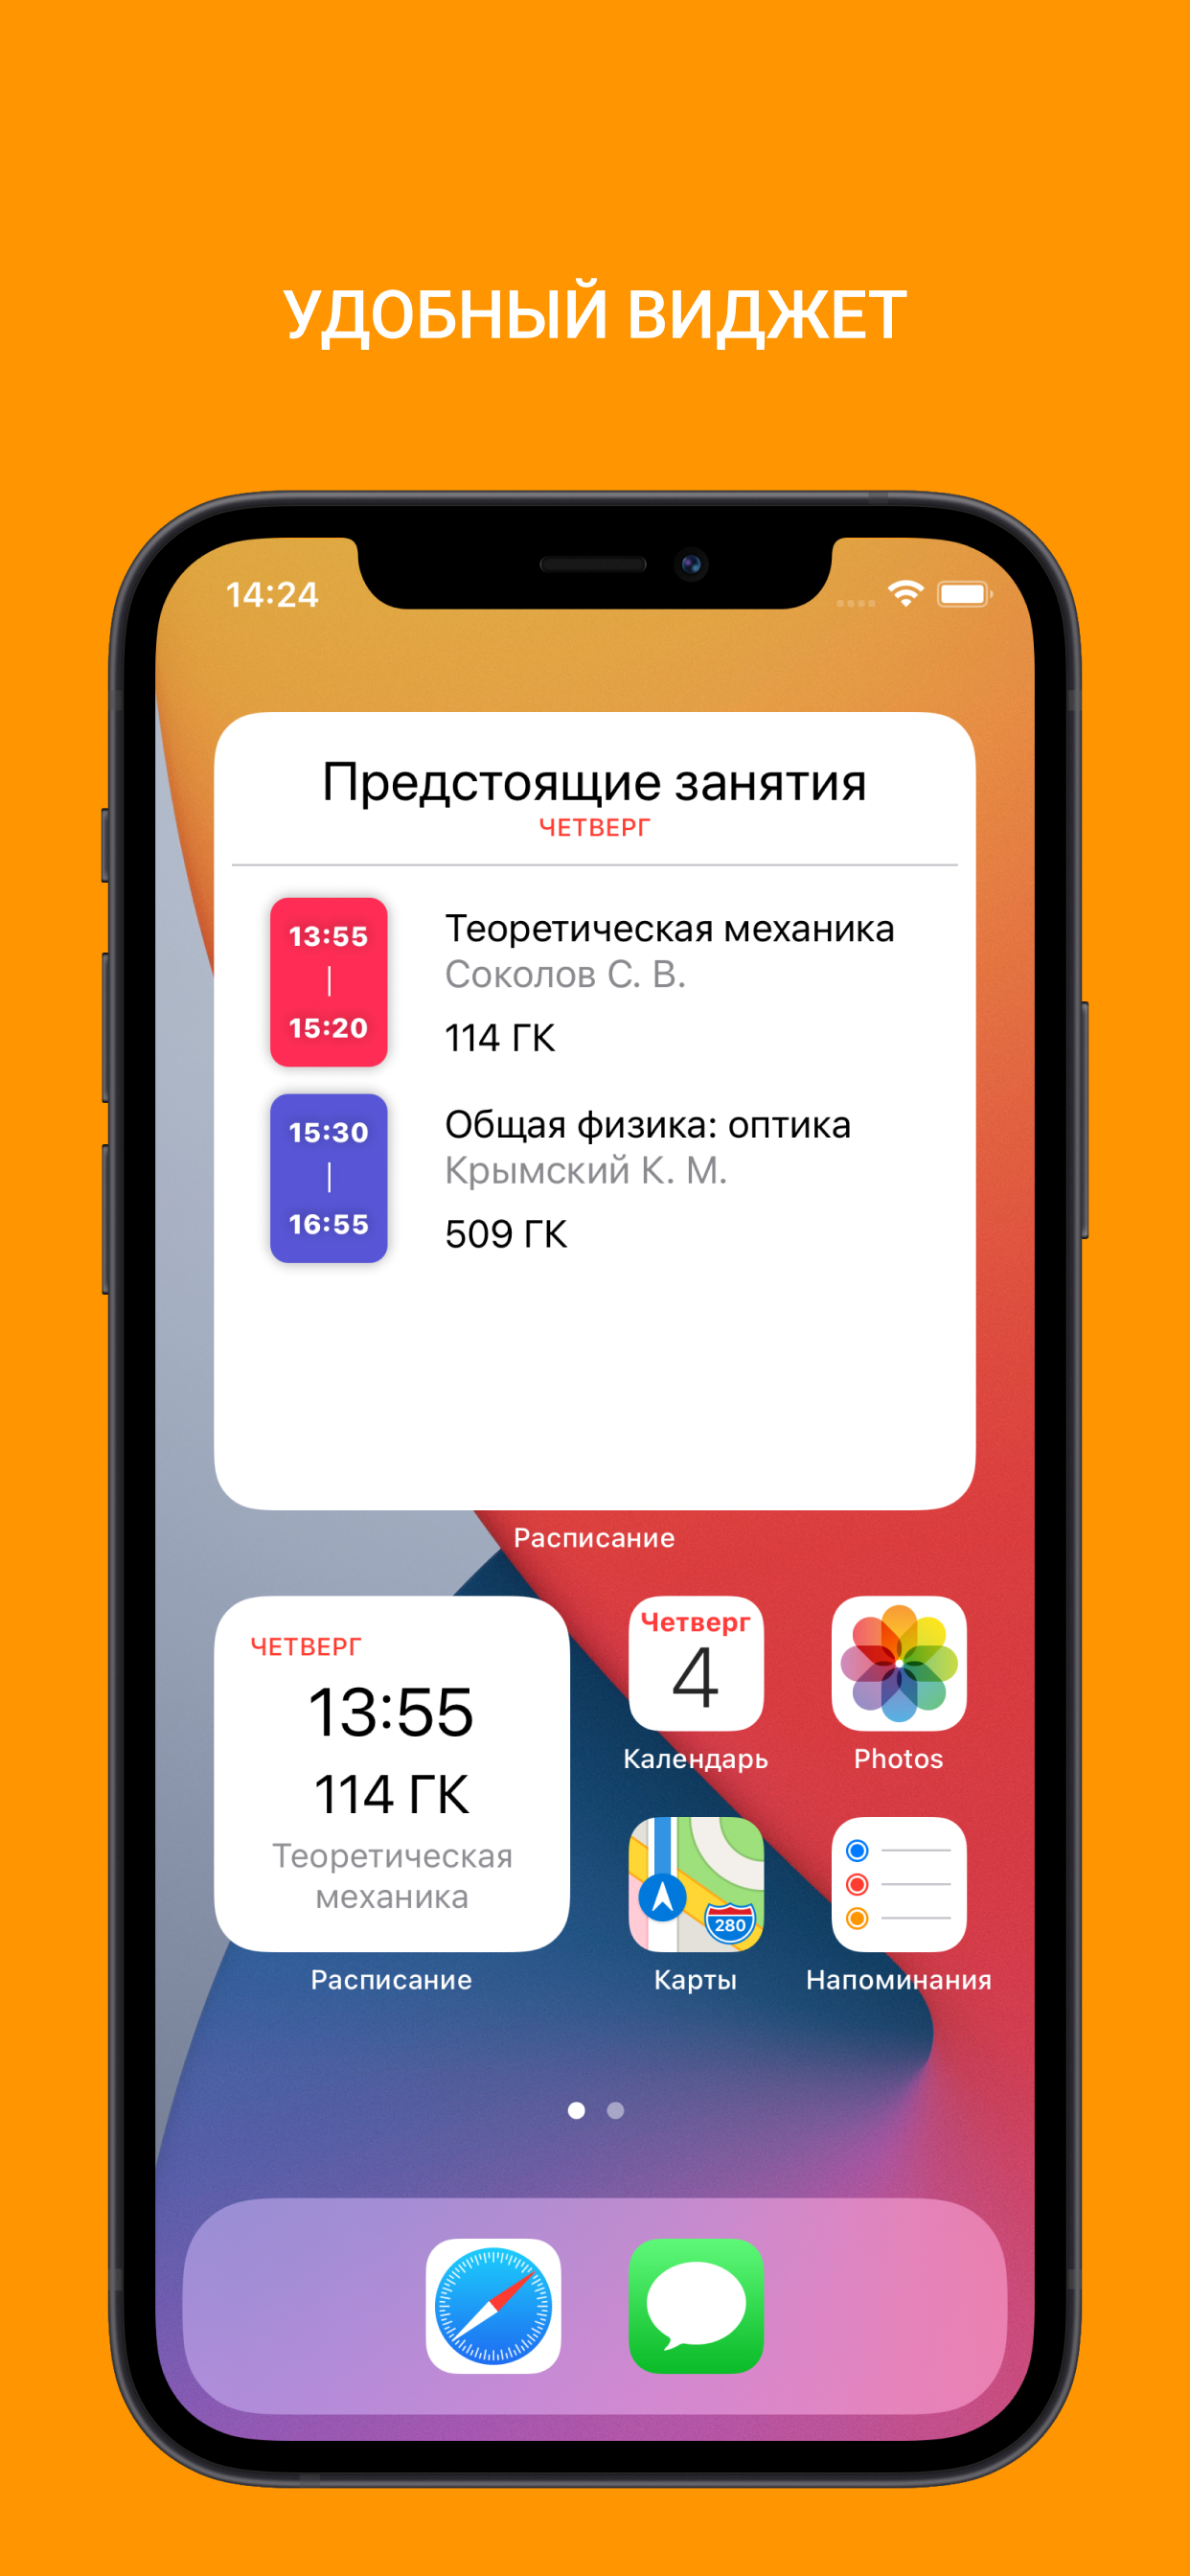 УДОБНЫЙ ВИДЖЕТ
14:24
Предстоящие занятия
ЧЕТВЕРГ
13:55
15:20
Теоретическая механика
Соколов С. В.
114 ГК
15:30
16:55
Общая физика: оптика
Крымский К. М.
509 ГК
Расписание
ЧЕТВЕРГ
13:55
114 ГК
Теоретическая
механика
Расписание
Четверг
4
Календарь
Photos
280
Карты
Напоминания